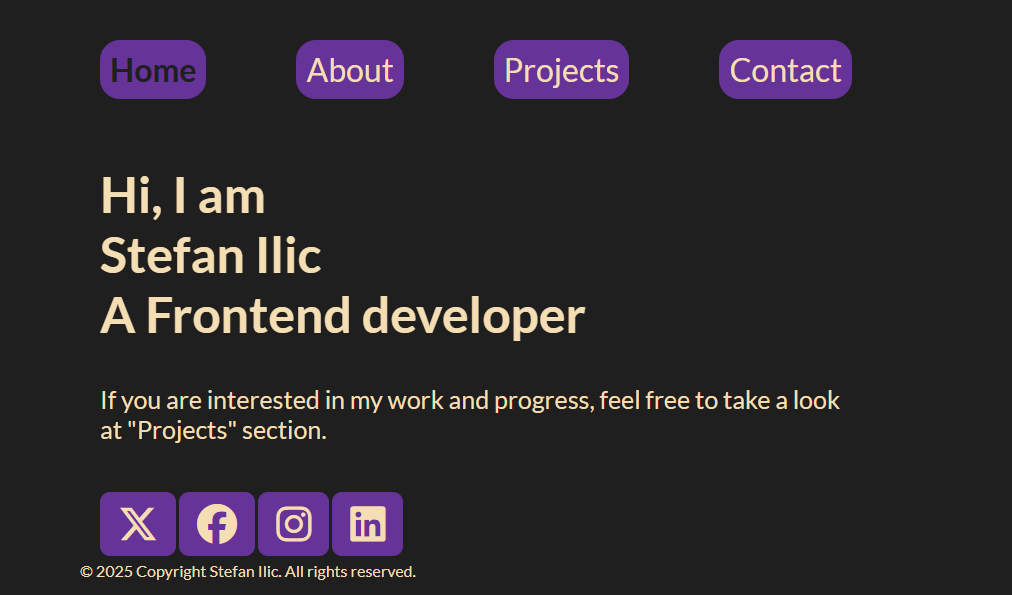 Home About Projects Contact
Hi, I am
Stefan Ilic
A Frontend developer
If you are interested in my work and progress, feel free to take a look
at "Projects" section.
© 2025 Copyright Stefan Ilic. All rights reserved.